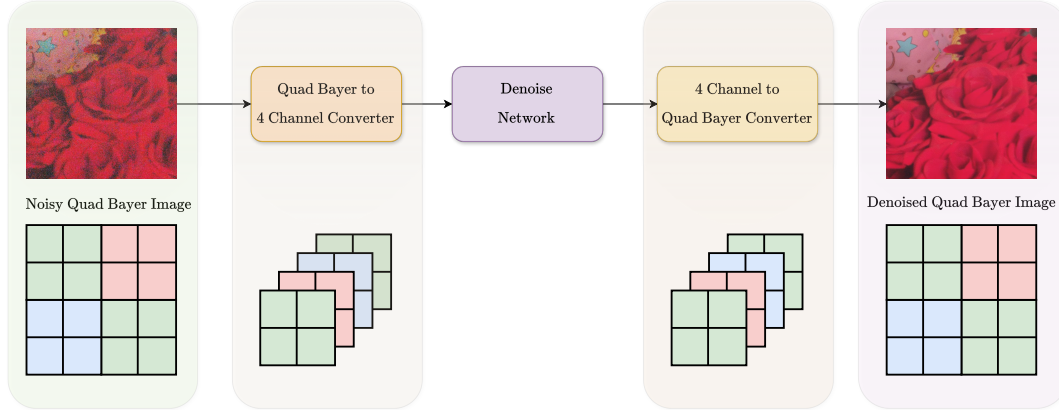 Quad Bayer to
4 Channel Converter
Denoise
Network
4 Channel to
Quad Bayer Converter
Noisy Quad Bayer Image
Denoised Quad Bayer Image